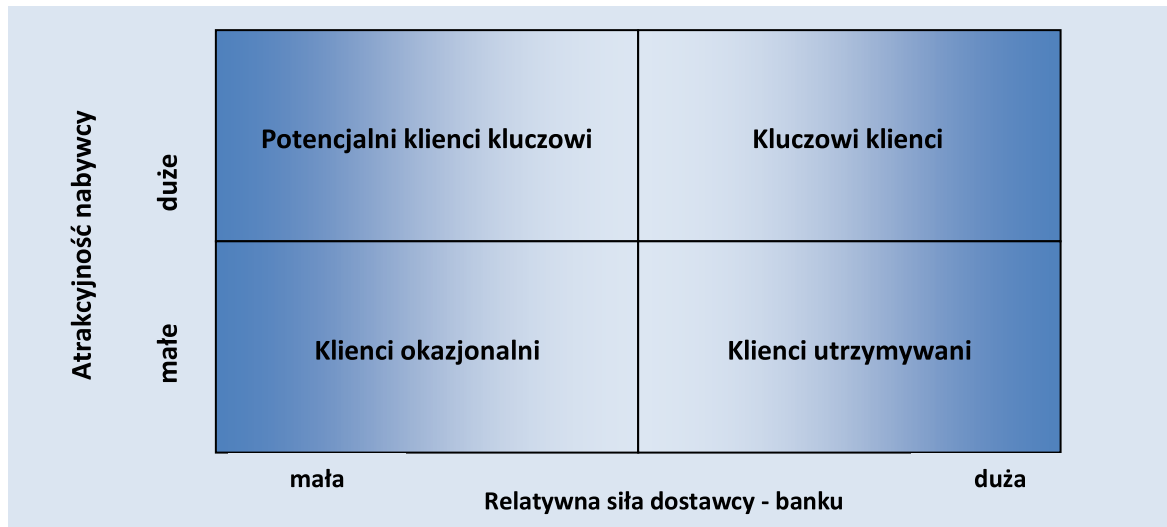 Atrakcyjność nabywcy
duże
małe
Potencjalni klienci kluczowi
Kluczowi klienci
Klienci okazjonalni
Klienci utrzymywani
mała
duża
Relatywna siła dostawcy - banku